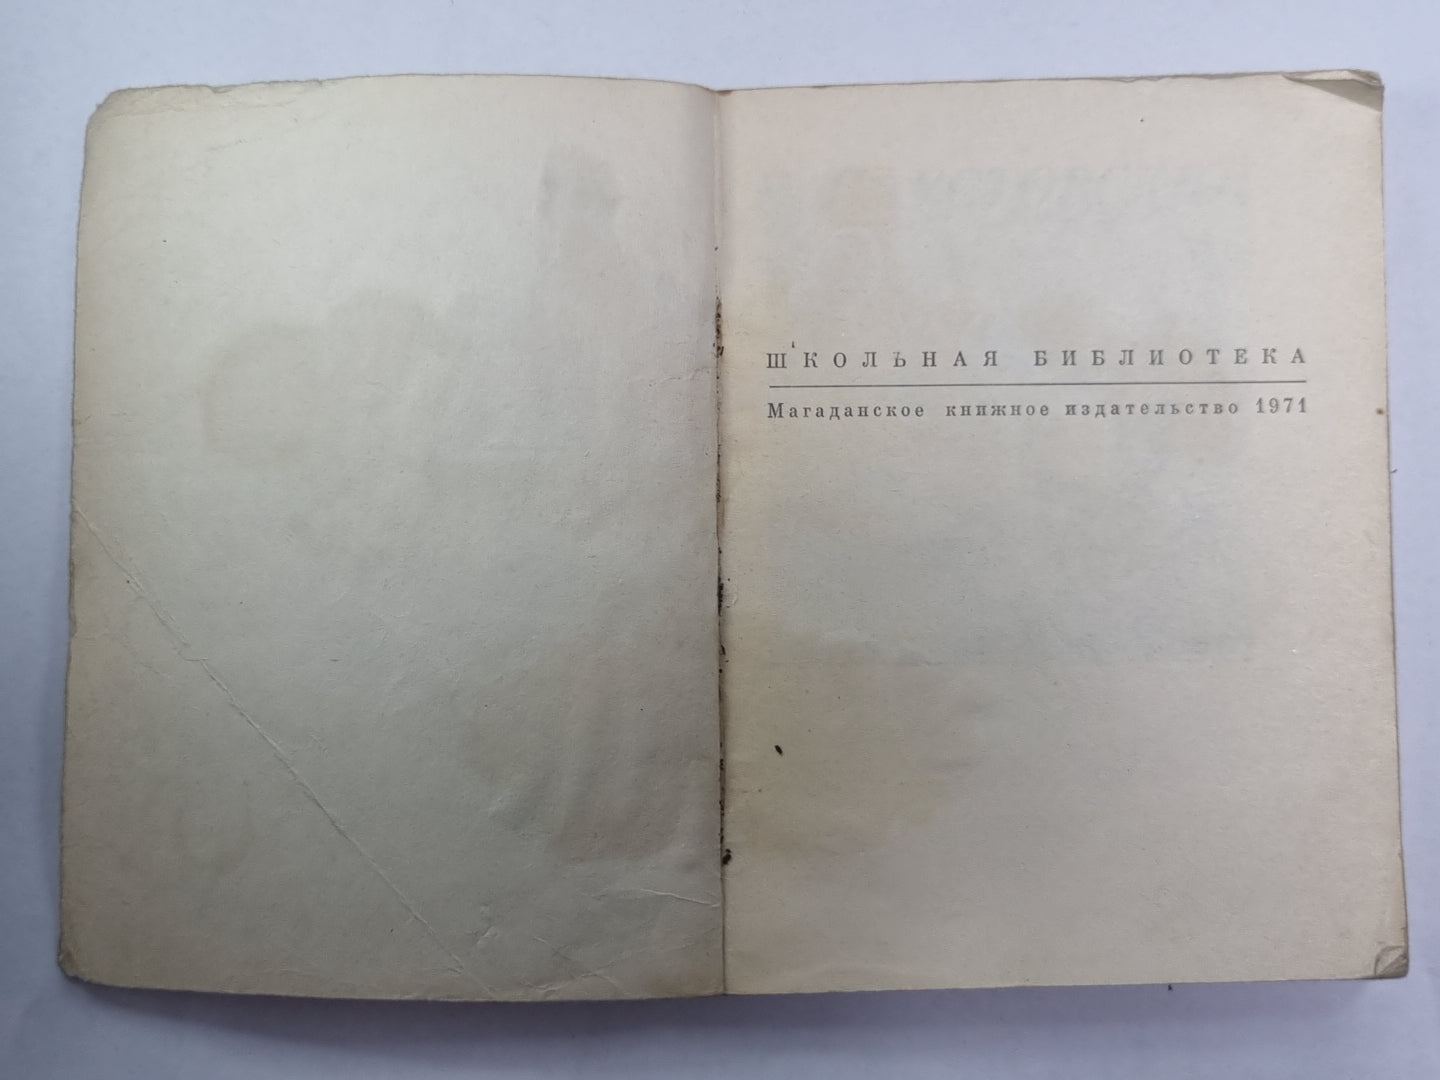 ШКОЛЬНАЯ БИБЛИОТЕКА
Магаданское книжное издательство 1971